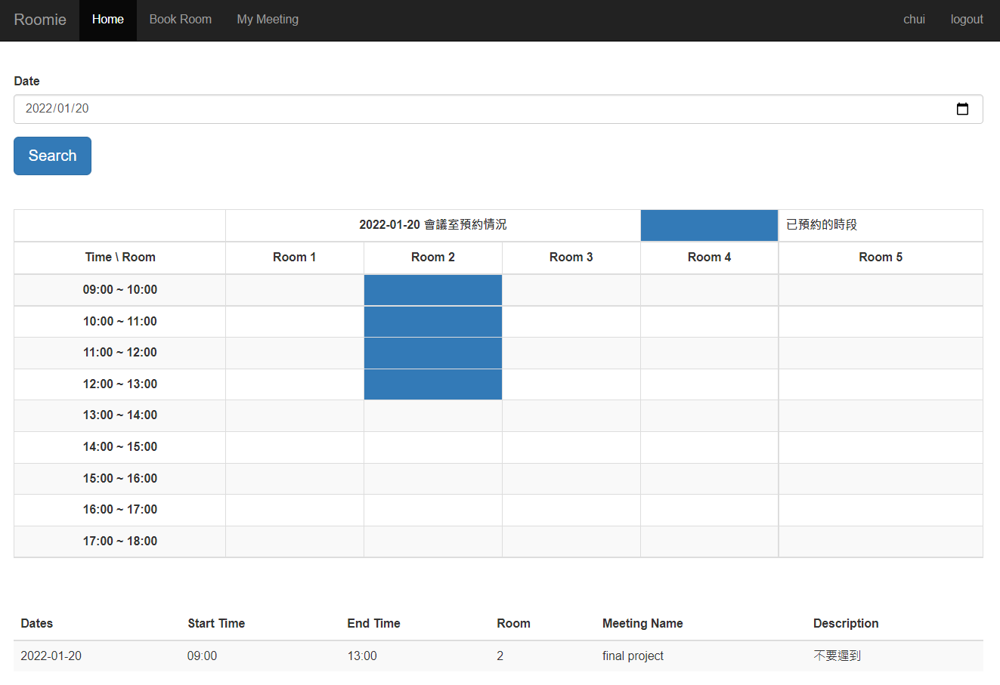 Roomie Home Book Room My Meeting chui logout
Date
2022/01/20
Search
2022-01-20 會議室預約情況 已預約的時段
Time \ Room Room 1 Room 2 Room 3 Room 4 Room 5
09:00 ~ 10:00
10:00 ~ 11:00
11:00 ~ 12:00
12:00 ~ 13:00
13:00 ~ 14:00
14:00 ~ 15:00
15:00 ~ 16:00
16:00 ~ 17:00
17:00 ~ 18:00
Dates Start Time End Time Room Meeting Name Description
2022-01-20 09:00 13:00 2 final project 不要遲到